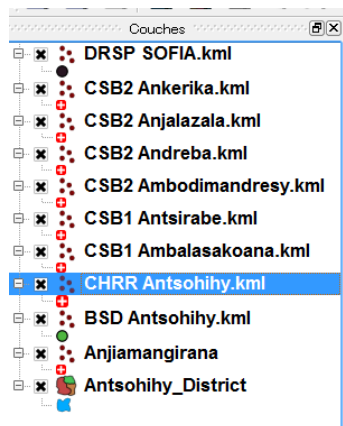 Couches
DRSP SOFIA.kml
CSB2 Ankerika.kml
CSB2 Anjalazala.kml
CSB2 Andreba.kml
CSB2 Ambodimandresy.kml
CSB1 Antsirabe.kml
CSB1 Ambalasakoana.kml
CHRR Antsohihy.kml
BSD Antsohihy.kml
Anjiamangirana
Antsohihy_District